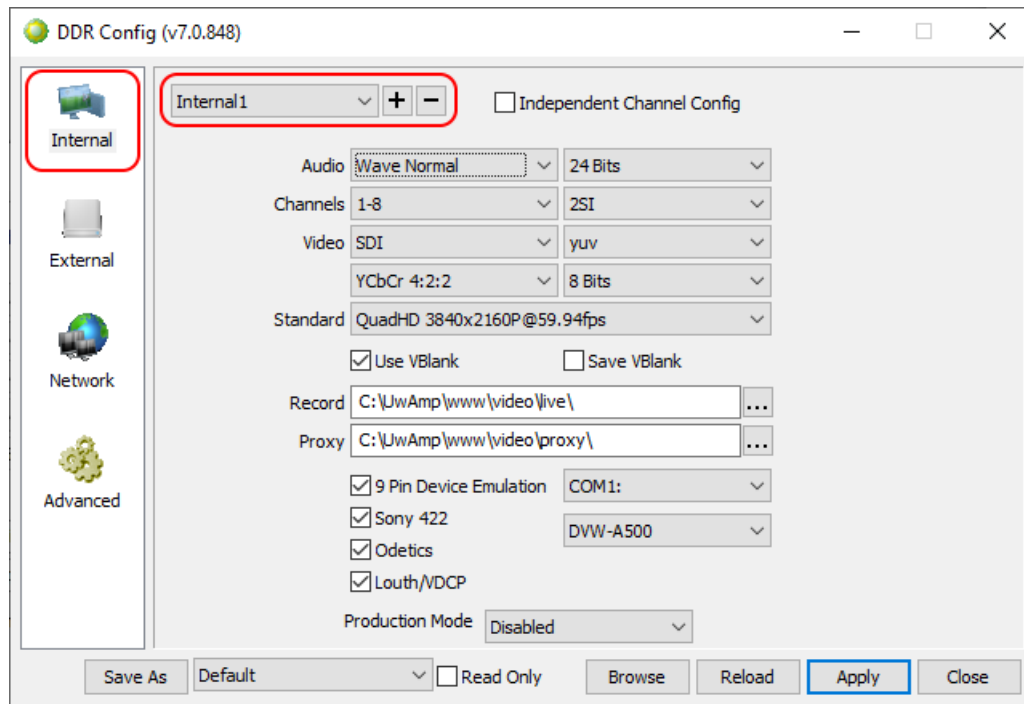 DDR Config (v7.0.848)
Internal
External
Network
Advanced
Internal1 + − Independent Channel Config
Audio Wave Normal 24 Bits
Channels 1-8 2SI
Video SDI yuv
YCbCr 4:2:2 8 Bits
Standard QuadHD 3840x2160P@59.94fps
Use VBlank Save VBlank
Record C:\UwAmp\www\video\live\ ...
Proxy C:\UwAmp\www\video\proxy\ ...
9 Pin Device Emulation COM1:
Sony 422
DVW-A500
Odetics
Louth/VDCP
Production Mode Disabled
Save As Default Read Only Browse Reload Apply Close